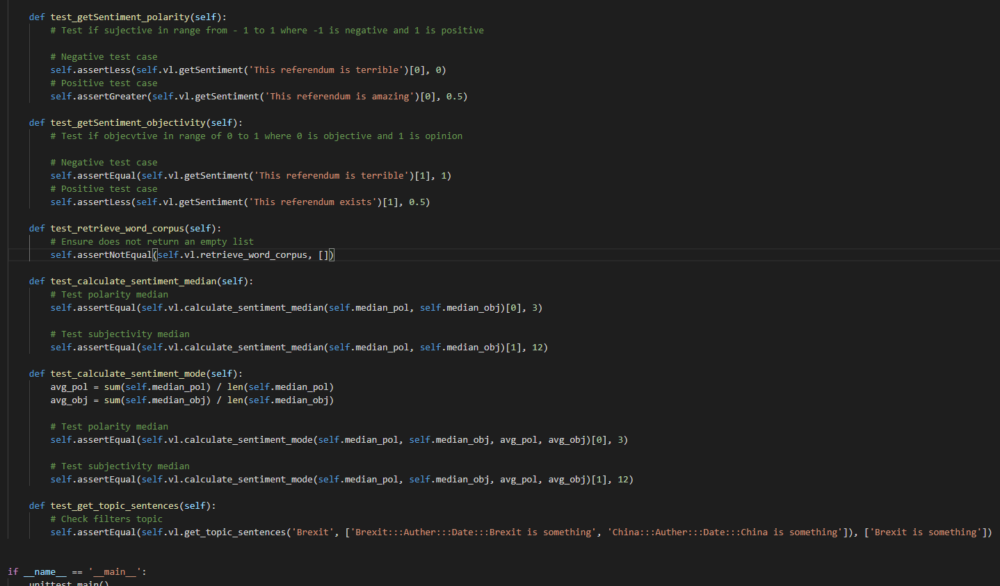 def test_getSentiment_polarity(self):
# Test if sujective in range from - 1 to 1 where -1 is negative and 1 is positive
# Negative test case
self.assertLess(self.vl.getSentiment('This referendum is terrible')[0], 0)
# Positive test case
self.assertGreater(self.vl.getSentiment('This referendum is amazing')[0], 0.5)
def test_getSentiment_objectivity(self):
# Test if objecvtive in range of 0 to 1 where 0 is objective and 1 is opinion
# Negative test case
self.assertEqual(self.vl.getSentiment('This referendum is terrible')[1], 1)
# Positive test case
self.assertLess(self.vl.getSentiment('This referendum exists')[1], 0.5)
def test_retrieve_word_corpus(self):
# Ensure does not return an empty list
self.assertNotEqual(self.vl.retrieve_word_corpus, [])
def test_calculate_sentiment_median(self):
# Test polarity median
self.assertEqual(self.vl.calculate_sentiment_median(self.median_pol, self.median_obj)[0], 3)
# Test subjectivity median
self.assertEqual(self.vl.calculate_sentiment_median(self.median_pol, self.median_obj)[1], 12)
def test_calculate_sentiment_mode(self):
avg_pol = sum(self.median_pol) / len(self.median_pol)
avg_obj = sum(self.median_obj) / len(self.median_obj)
# Test polarity median
self.assertEqual(self.vl.calculate_sentiment_mode(self.median_pol, self.median_obj, avg_pol, avg_obj)[0], 3)
# Test subjectivity median
self.assertEqual(self.vl.calculate_sentiment_mode(self.median_pol, self.median_obj, avg_pol, avg_obj)[1], 12)
def test_get_topic_sentences(self):
# Check filters topic
self.assertEqual(self.vl.get_topic_sentences('Brexit', ['Brexit:::Auther:::Date:::Brexit is something', 'China:::Auther:::Date:::China is something']), ['Brexit is something'])
if __name__ == '__main__':
unittest.main()